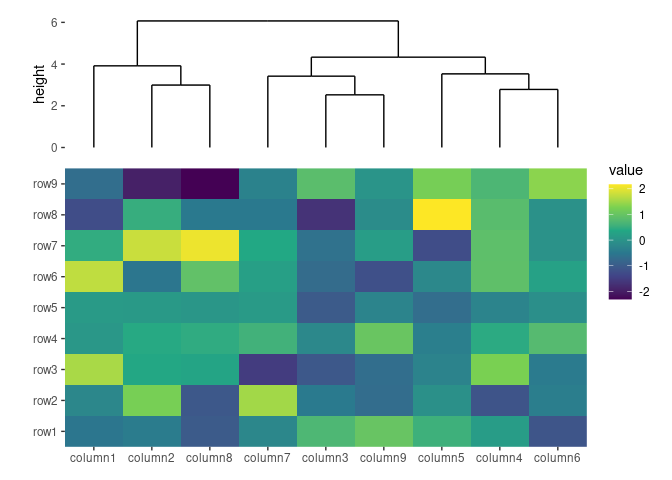 6
4
2
0
height
row9
row8
row7
row6
row5
row4
row3
row2
row1
column1 column2 column8 column7 column3 column9 column5 column4 column6
value
2
1
0
-1
-2